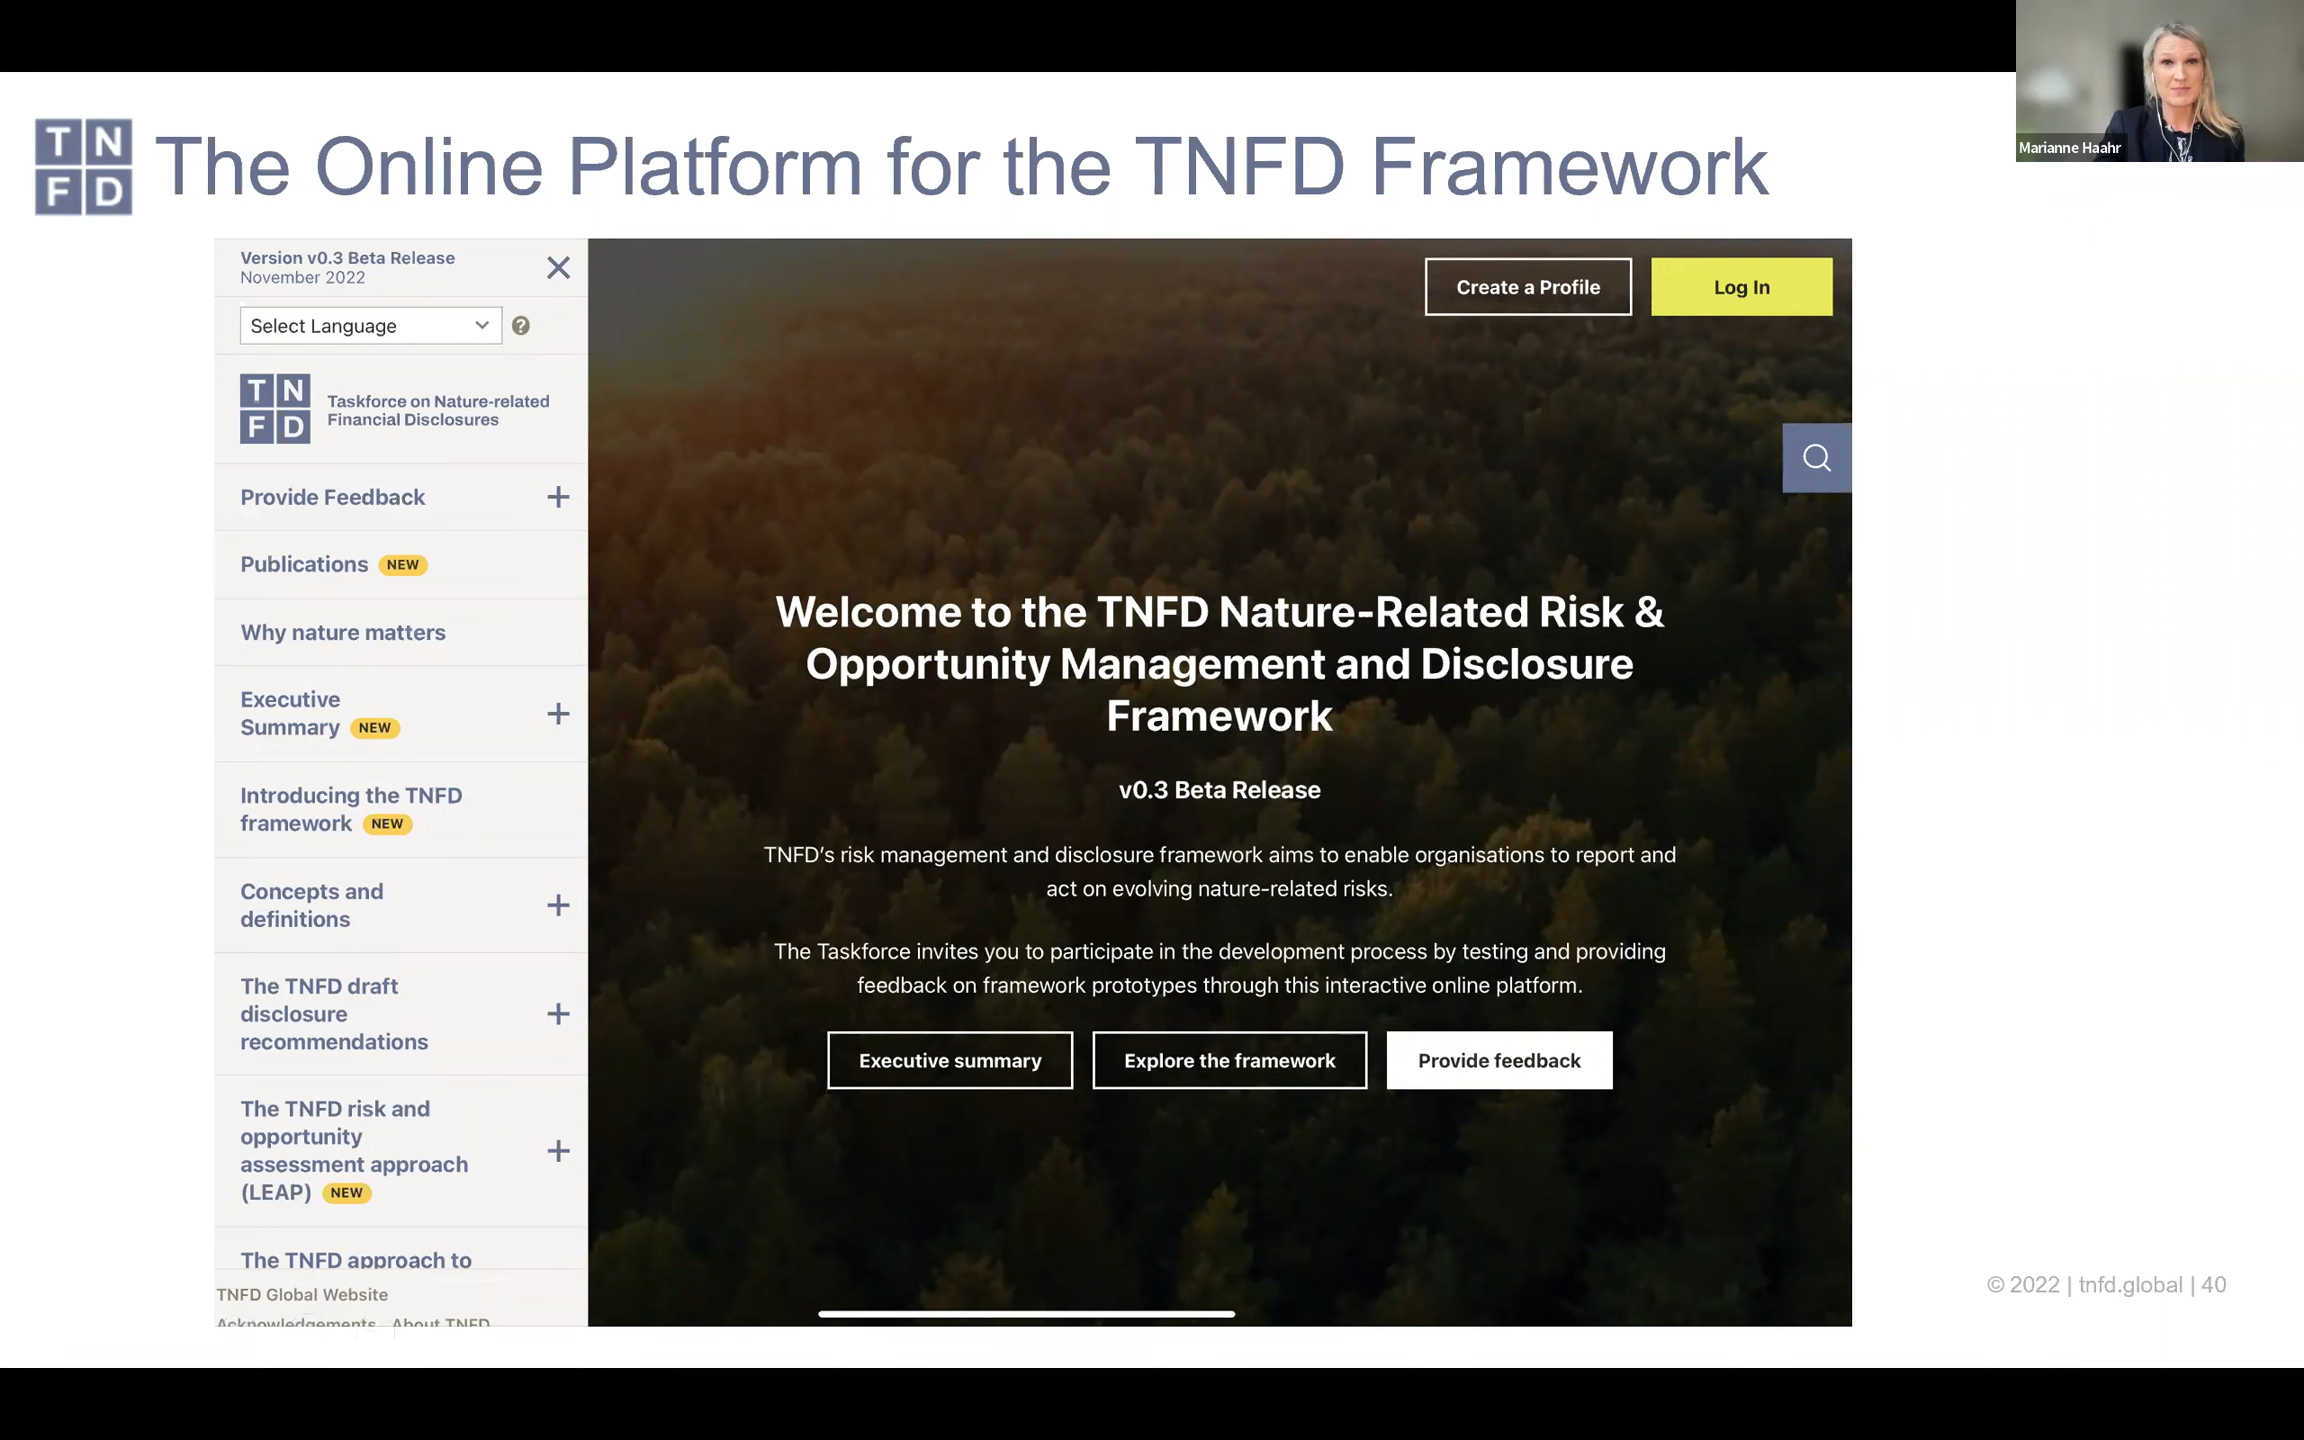 Marianne Haahr
T N
F D
The Online Platform for the TNFD Framework
Version v0.3 Beta Release
November 2022
Select Language
?
T N
F D
Taskforce on Nature-related
Financial Disclosures
Provide Feedback
Publications NEW
Why nature matters
Executive
Summary NEW
Introducing the TNFD
framework NEW
Concepts and
definitions
The TNFD draft
disclosure
recommendations
The TNFD risk and
opportunity
assessment approach
(LEAP) NEW
The TNFD approach to
TNFD Global Website
Acknowledgements About TNFD
Create a Profile
Log In
Welcome to the TNFD Nature-Related Risk &
Opportunity Management and Disclosure
Framework
v0.3 Beta Release
TNFD's risk management and disclosure framework aims to enable organisations to report and
act on evolving nature-related risks.
The Taskforce invites you to participate in the development process by testing and providing
feedback on framework prototypes through this interactive online platform.
Executive summary
Explore the framework
Provide feedback
© 2022 | tnfd.global | 40